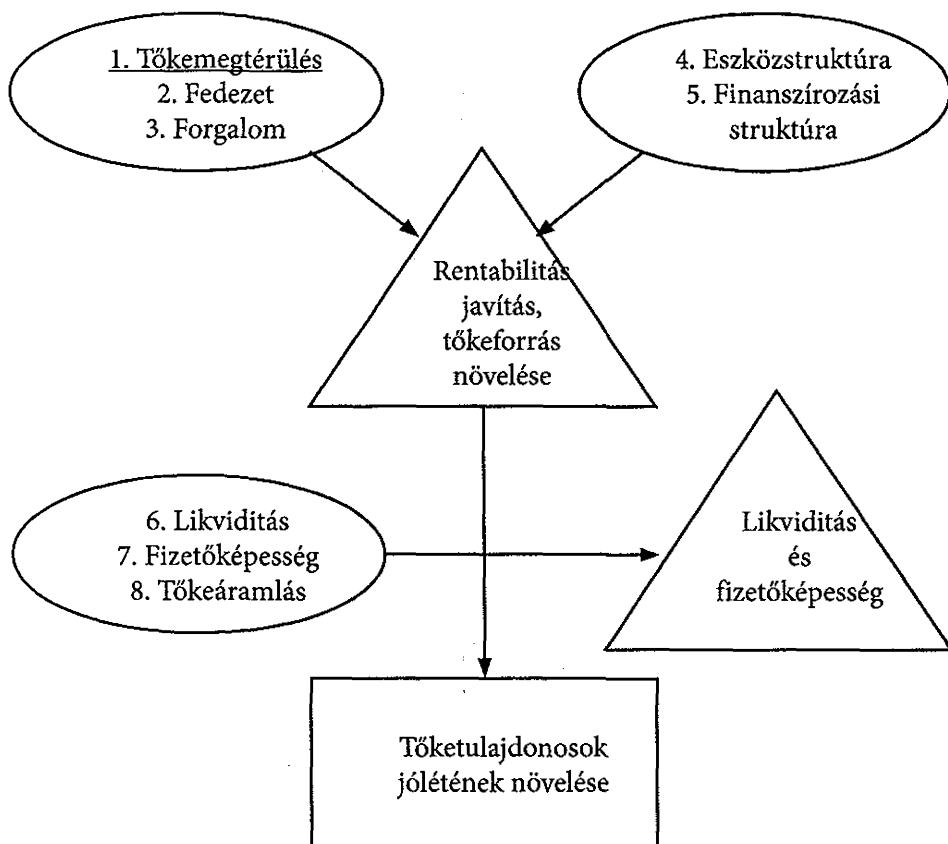 1. Tőkemegtérülés
2. Fedezet
3. Forgalom
4. Eszközstruktúra
5. Finanszírozási
struktúra
Rentabilitás
javítás,
tőkeforrás
növelése
6. Likviditás
7. Fizetőképesség
8. Tőkeáramlás
Likviditás
és
fizetőképesség
Tőketulajdonosok
jólétének növelése